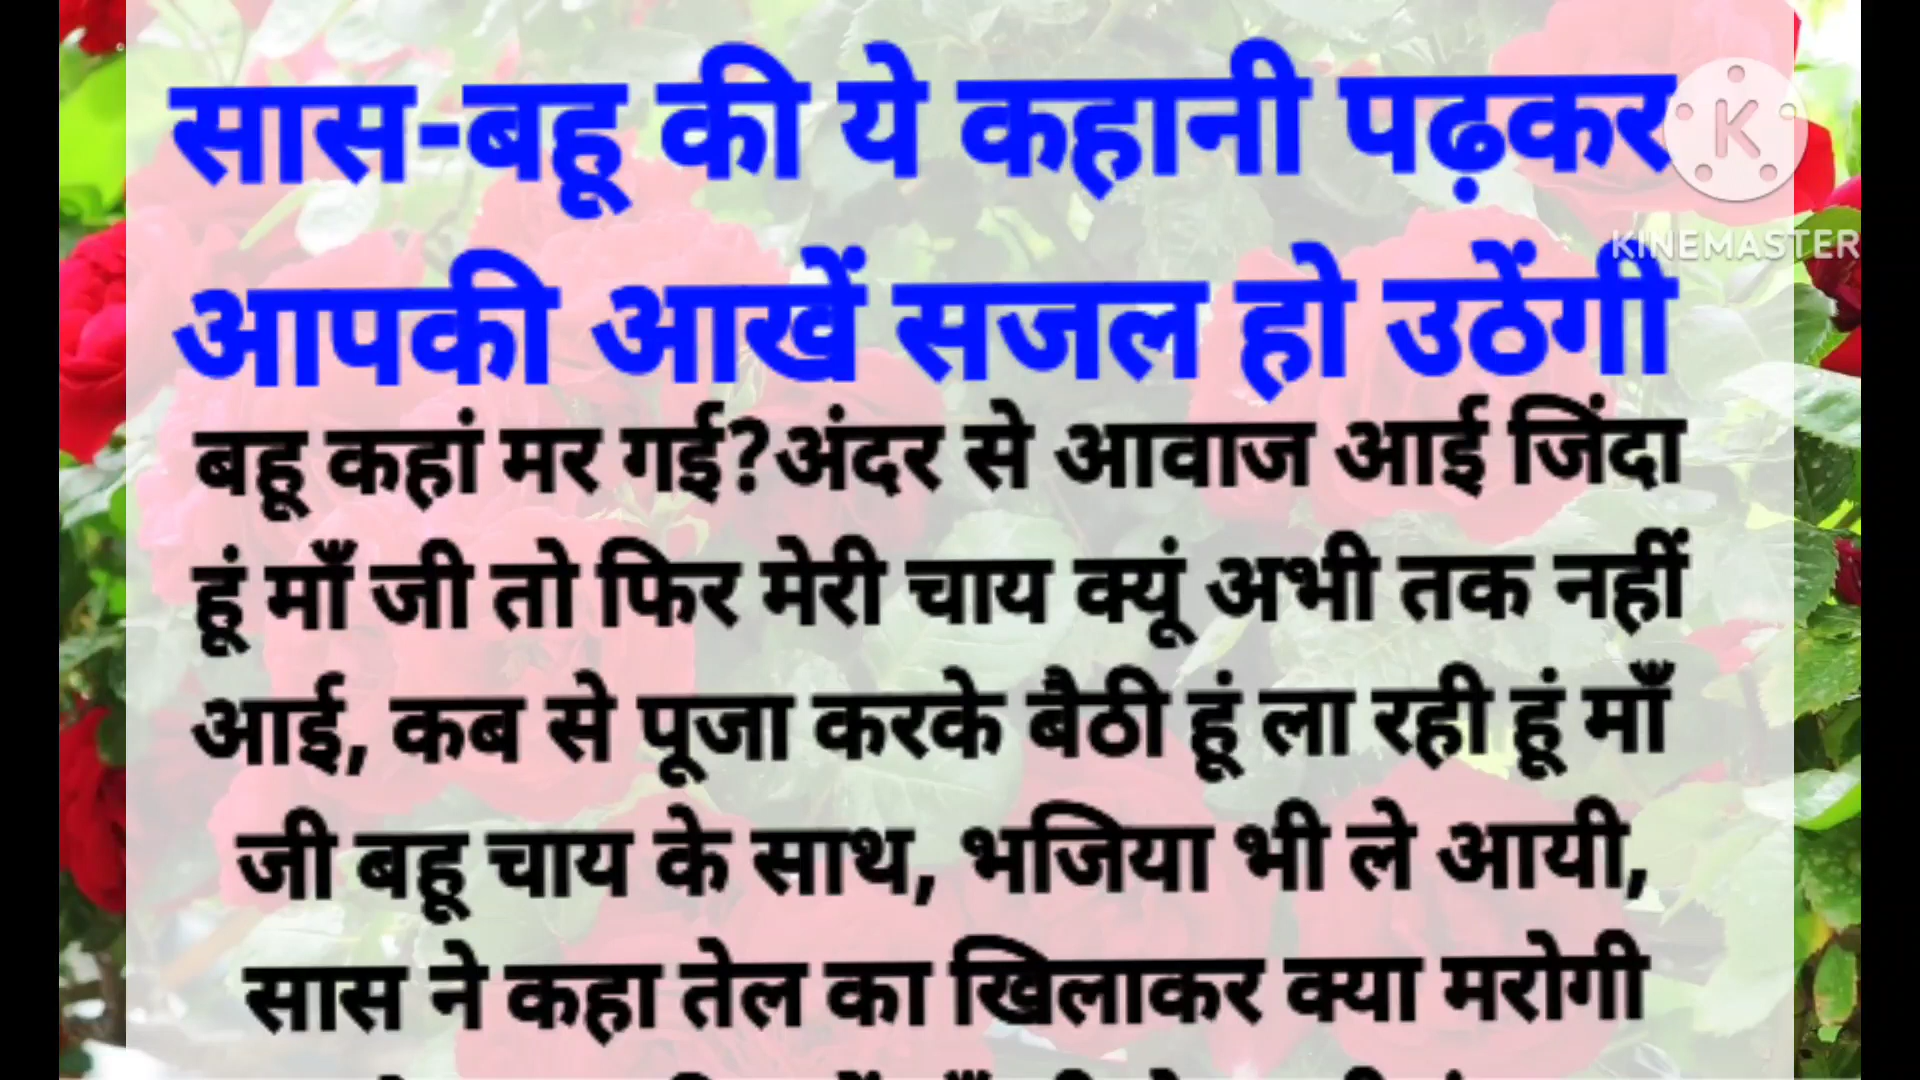 सास-बहू की ये कहानी पढ़कर
आपकी आखें सजल हो उठेंगी
बहू कहां मर गई?अंदर से आवाज आई जिंदा
हूं माँ जी तो फिर मेरी चाय क्यूं अभी तक नहीं
आई, कब से पूजा करके बैठी हूं ला रही हूं माँ
जी बहू चाय के साथ, भजिया भी ले आयी,
सास ने कहा तेल का खिलाकर क्या मरोगी
K
KINEMASTER